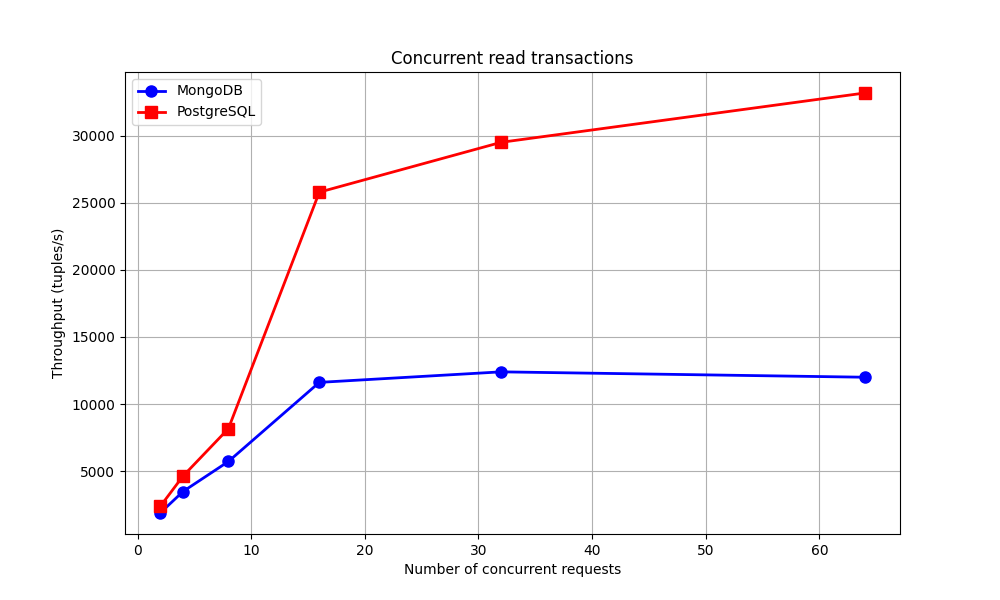 Concurrent read transactions
MongoDB
PostgreSQL
30000
25000
20000
15000
10000
5000
Throughput (tuples/s)
0 10 20 30 40 50 60
Number of concurrent requests